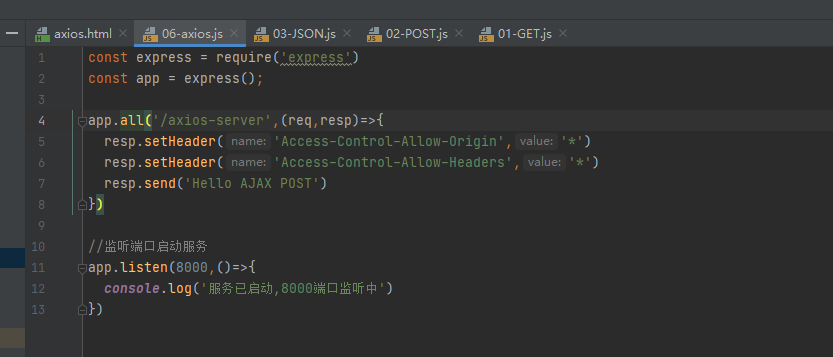 axios.html 06-axios.js 03-JSON.js 02-POST.js 01-GET.js
1 const express = require('express')
2 const app = express();
3
4 app.all('/axios-server',(req,resp)=>{
5 resp.setHeader( name: 'Access-Control-Allow-Origin', value: '*')
6 resp.setHeader( name: 'Access-Control-Allow-Headers', value: '*')
7 resp.send('Hello AJAX POST')
8 })
9
10 //监听端口启动服务
11 app.listen(8000,()=>{
12 console.log('服务已启动,8000端口监听中')
13 })